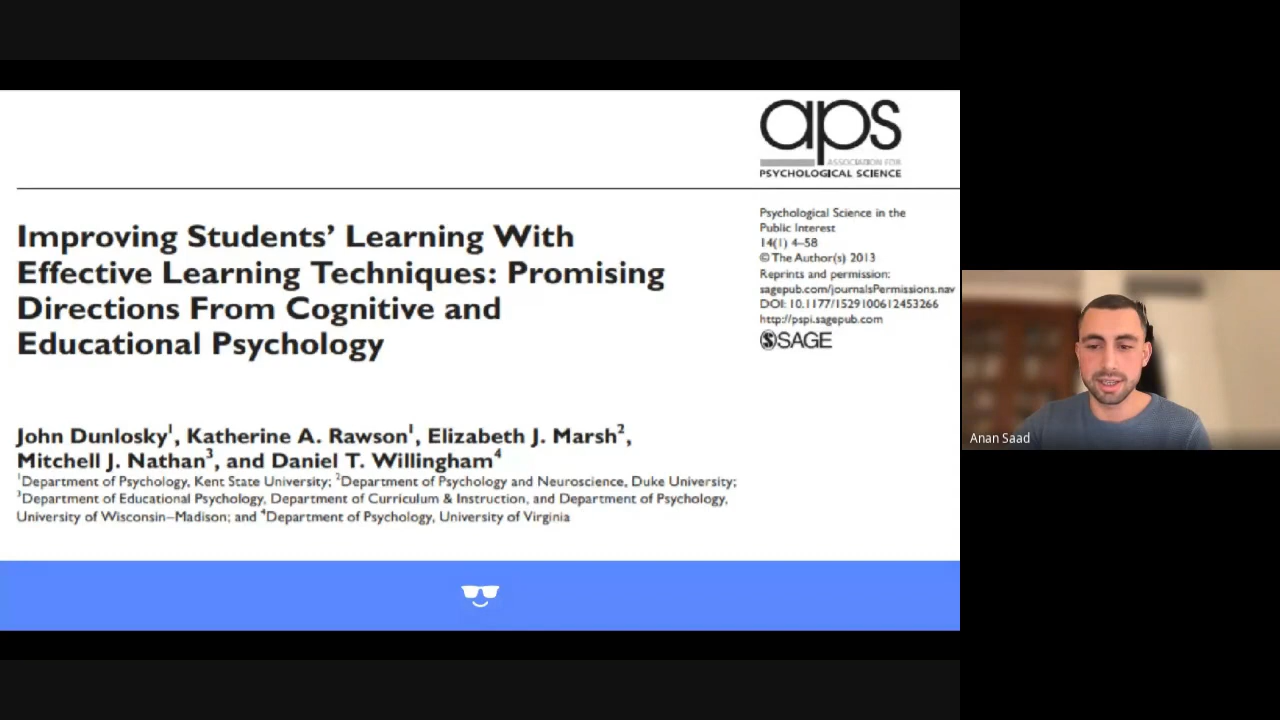 aps
ASSOCIATION FOR
PSYCHOLOGICAL SCIENCE
Improving Students’ Learning With
Effective Learning Techniques: Promising
Directions From Cognitive and
Educational Psychology
Psychological Science in the
Public Interest
14(1) 4–58
© The Author(s) 2013
Reprints and permission:
sagepub.com/journalsPermissions.nav
DOI: 10.1177/1529100612453266
http://pspi.sagepub.com
SAGE
John Dunlosky¹, Katherine A. Rawson¹, Elizabeth J. Marsh²,
Mitchell J. Nathan³, and Daniel T. Willingham⁴
¹Department of Psychology, Kent State University; ²Department of Psychology and Neuroscience, Duke University;
³Department of Educational Psychology, Department of Curriculum & Instruction, and Department of Psychology,
University of Wisconsin–Madison; and ⁴Department of Psychology, University of Virginia
Anan Saad